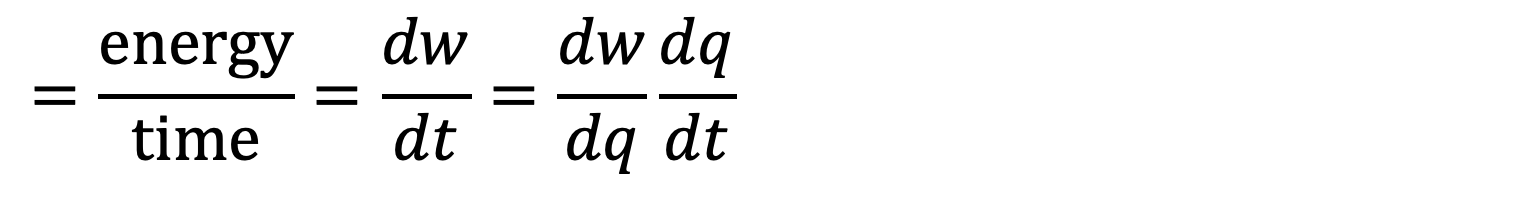 = energy/time = dw/dt = dw/dq dq/dt